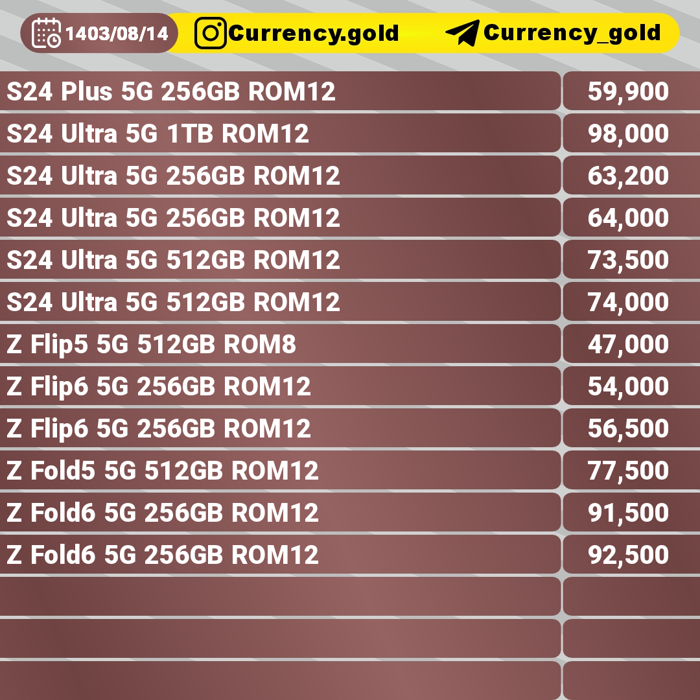 1403/08/14 Currency.gold Currency_gold
S24 Plus 5G 256GB ROM12 59,900
S24 Ultra 5G 1TB ROM12 98,000
S24 Ultra 5G 256GB ROM12 63,200
S24 Ultra 5G 256GB ROM12 64,000
S24 Ultra 5G 512GB ROM12 73,500
S24 Ultra 5G 512GB ROM12 74,000
Z Flip5 5G 512GB ROM8 47,000
Z Flip6 5G 256GB ROM12 54,000
Z Flip6 5G 256GB ROM12 56,500
Z Fold5 5G 512GB ROM12 77,500
Z Fold6 5G 256GB ROM12 91,500
Z Fold6 5G 256GB ROM12 92,500